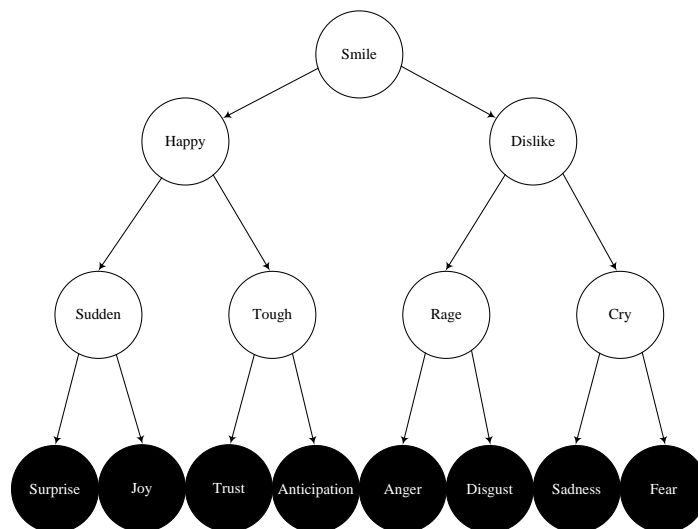 Smile
Happy Dislike
Sudden Tough Rage Cry
Surprise Joy Trust Anticipation Anger Disgust Sadness Fear